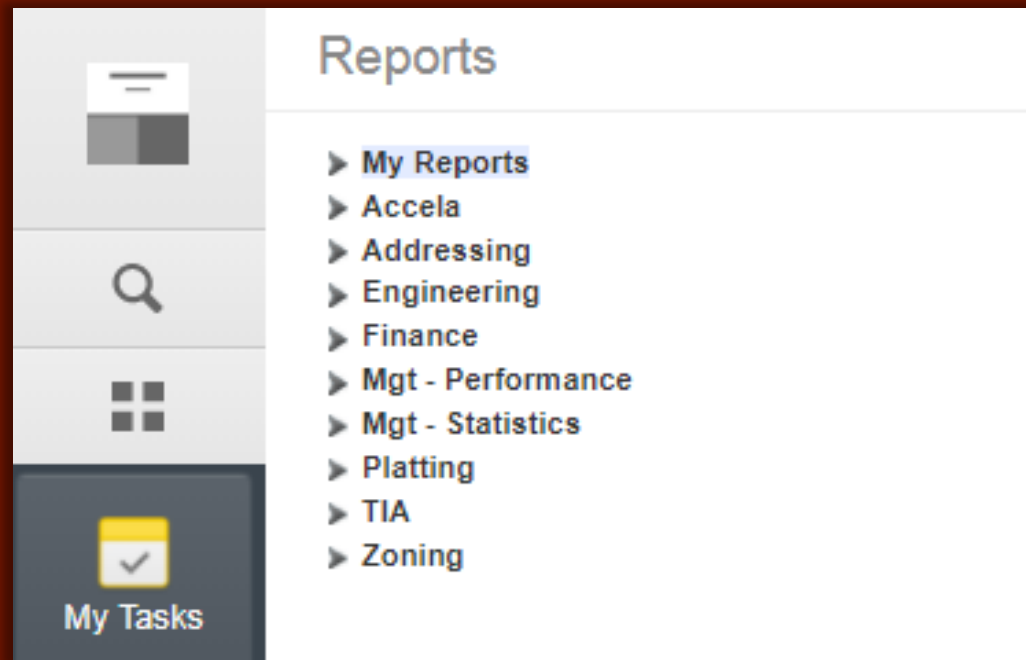 Reports
My Reports
Accela
Addressing
Engineering
Finance
Mgt - Performance
Mgt - Statistics
Platting
TIA
Zoning
My Tasks